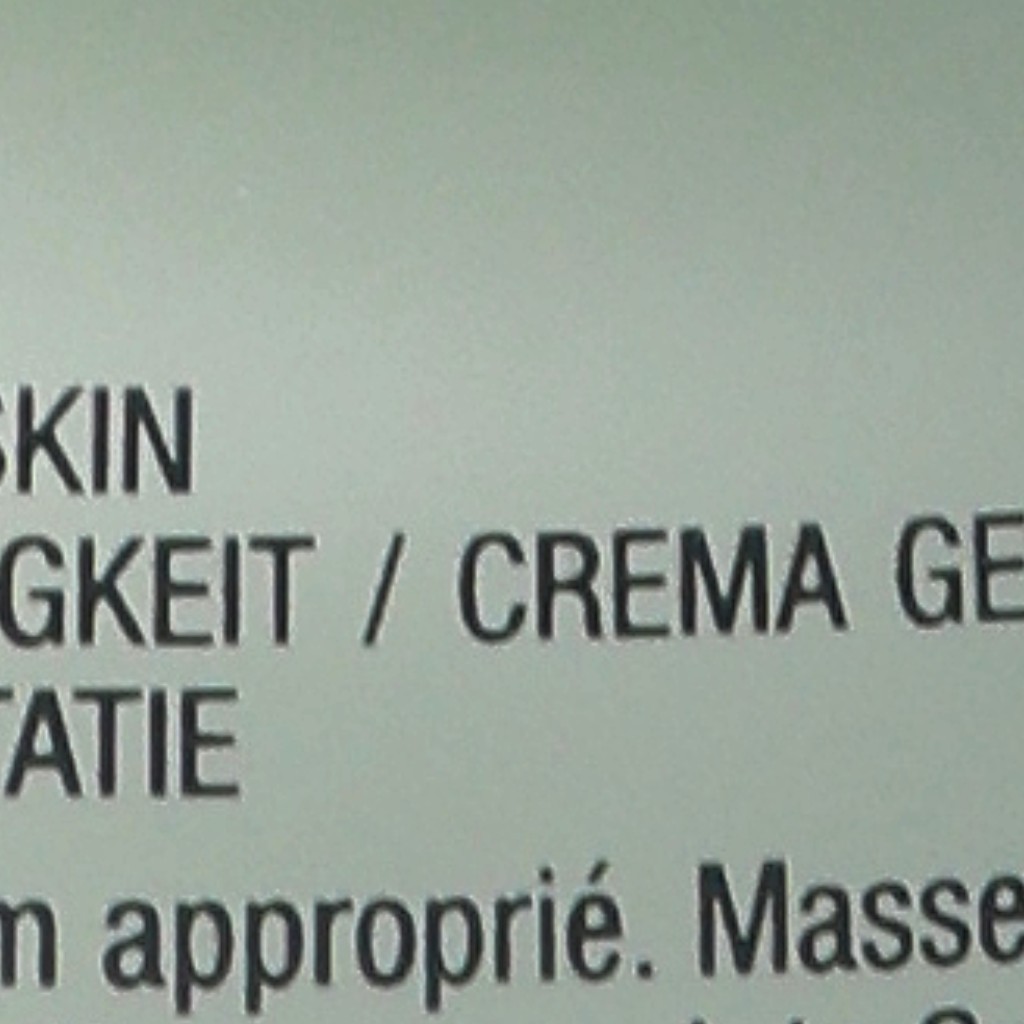 SKIN
GKEIT / CREMA GE
TATIE
m approprié. Masse